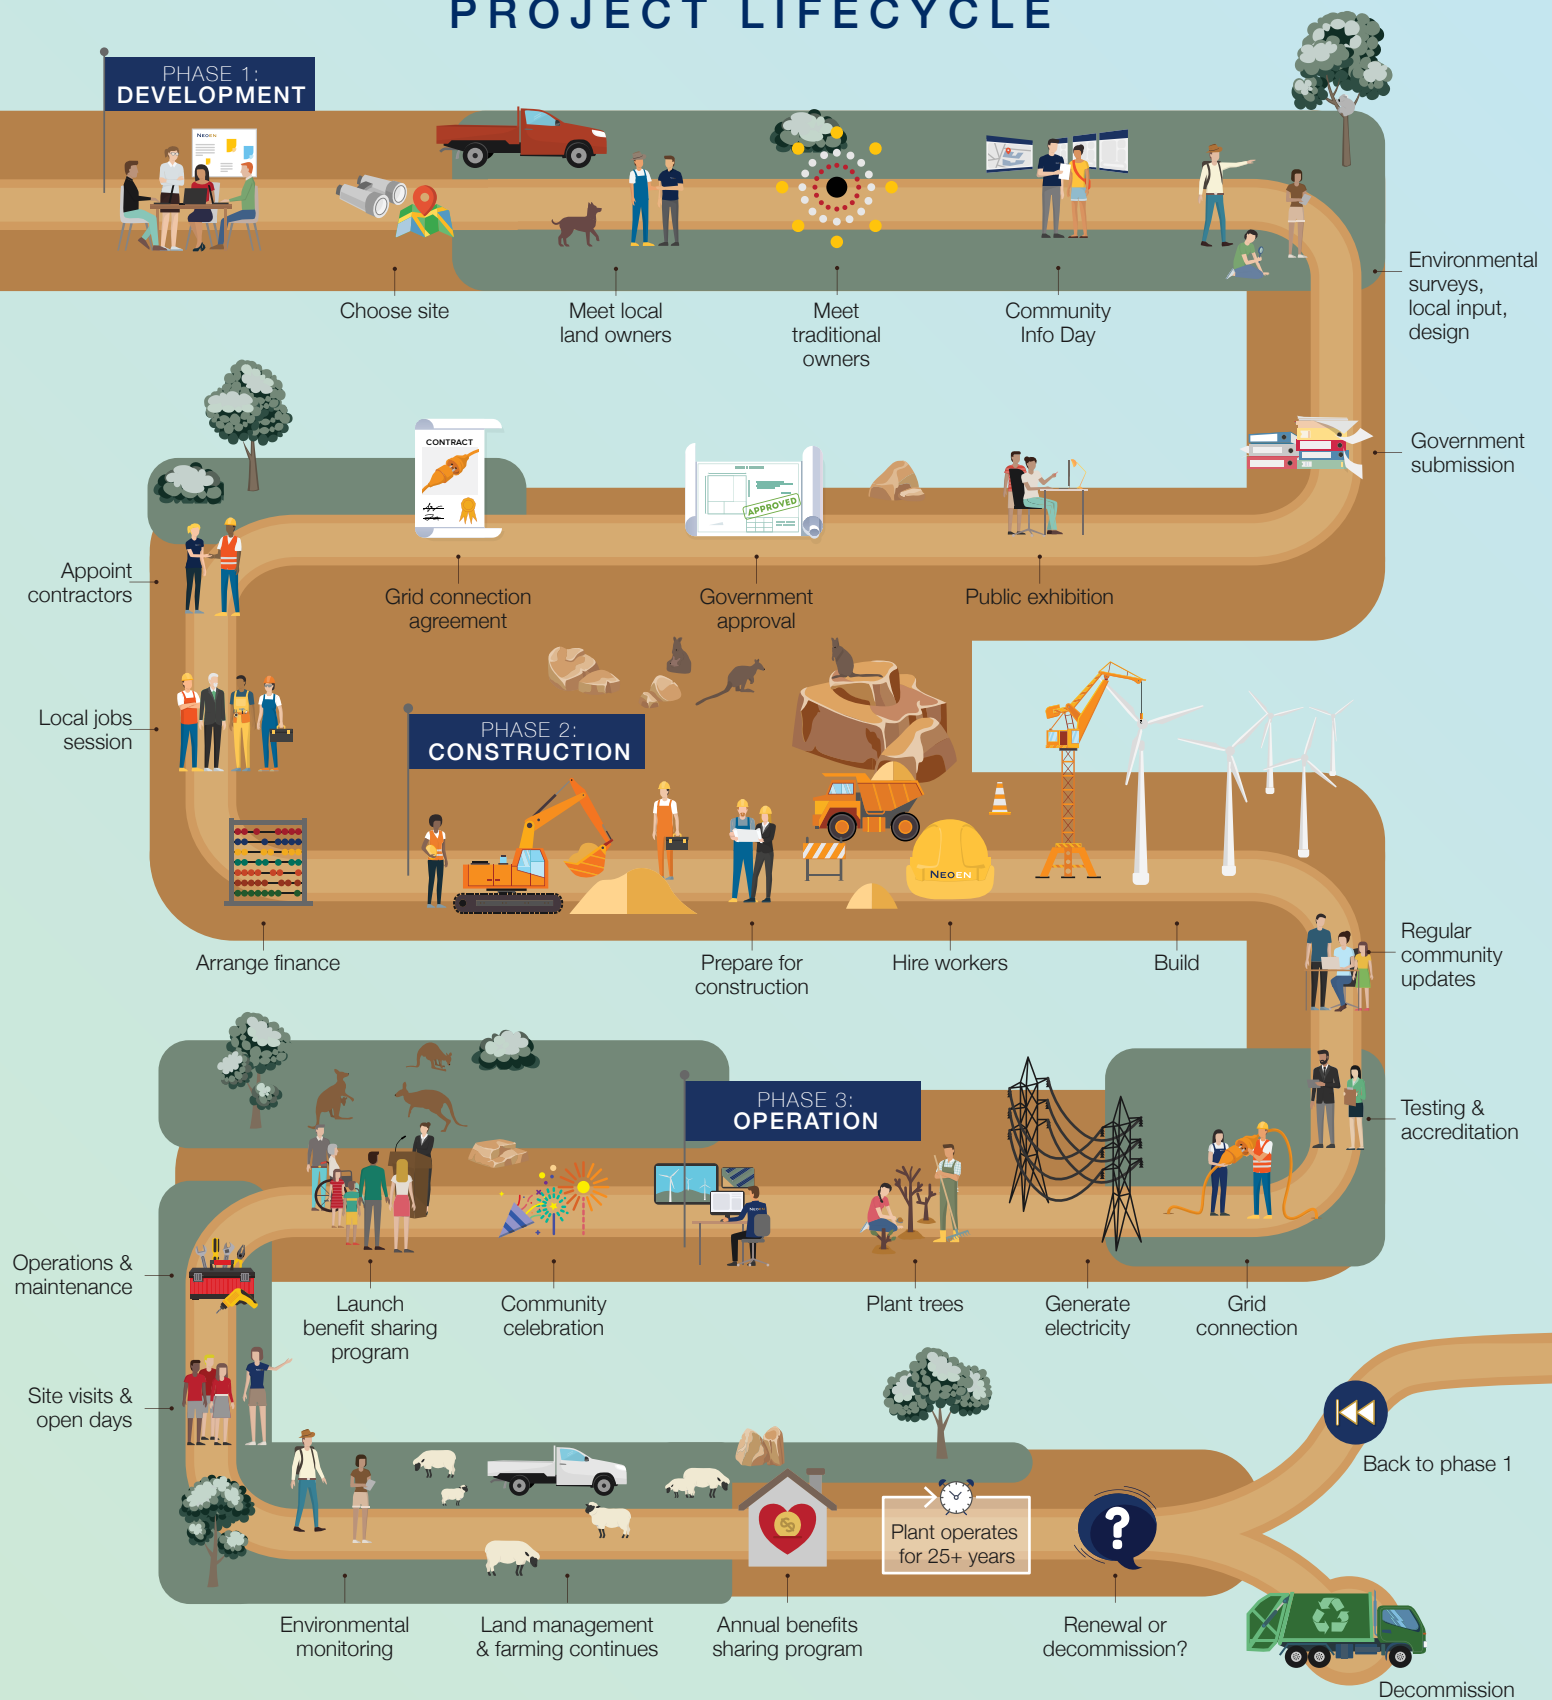 PROJECT LIFECYCLE
PHASE 1:
DEVELOPMENT
NEOEN
Choose site
Meet local
land owners
Meet
traditional
owners
Community
Info Day
Environmental
surveys,
local input,
design
Government
submission
Public exhibition
APPROVED
Government
approval
CONTRACT
Grid connection
agreement
Appoint
contractors
Local jobs
session
Arrange finance
PHASE 2:
CONSTRUCTION
Prepare for
construction
NEOEN
Hire workers
Build
Regular
community
updates
Testing &
accreditation
Grid
connection
Generate
electricity
Plant trees
PHASE 3:
OPERATION
NEOEN
Community
celebration
Launch
benefit sharing
program
Operations &
maintenance
Site visits &
open days
Environmental
monitoring
Land management
& farming continues
Annual benefits
sharing program
Plant operates
for 25+ years
?
Renewal or
decommission?
Back to phase 1
Decommission